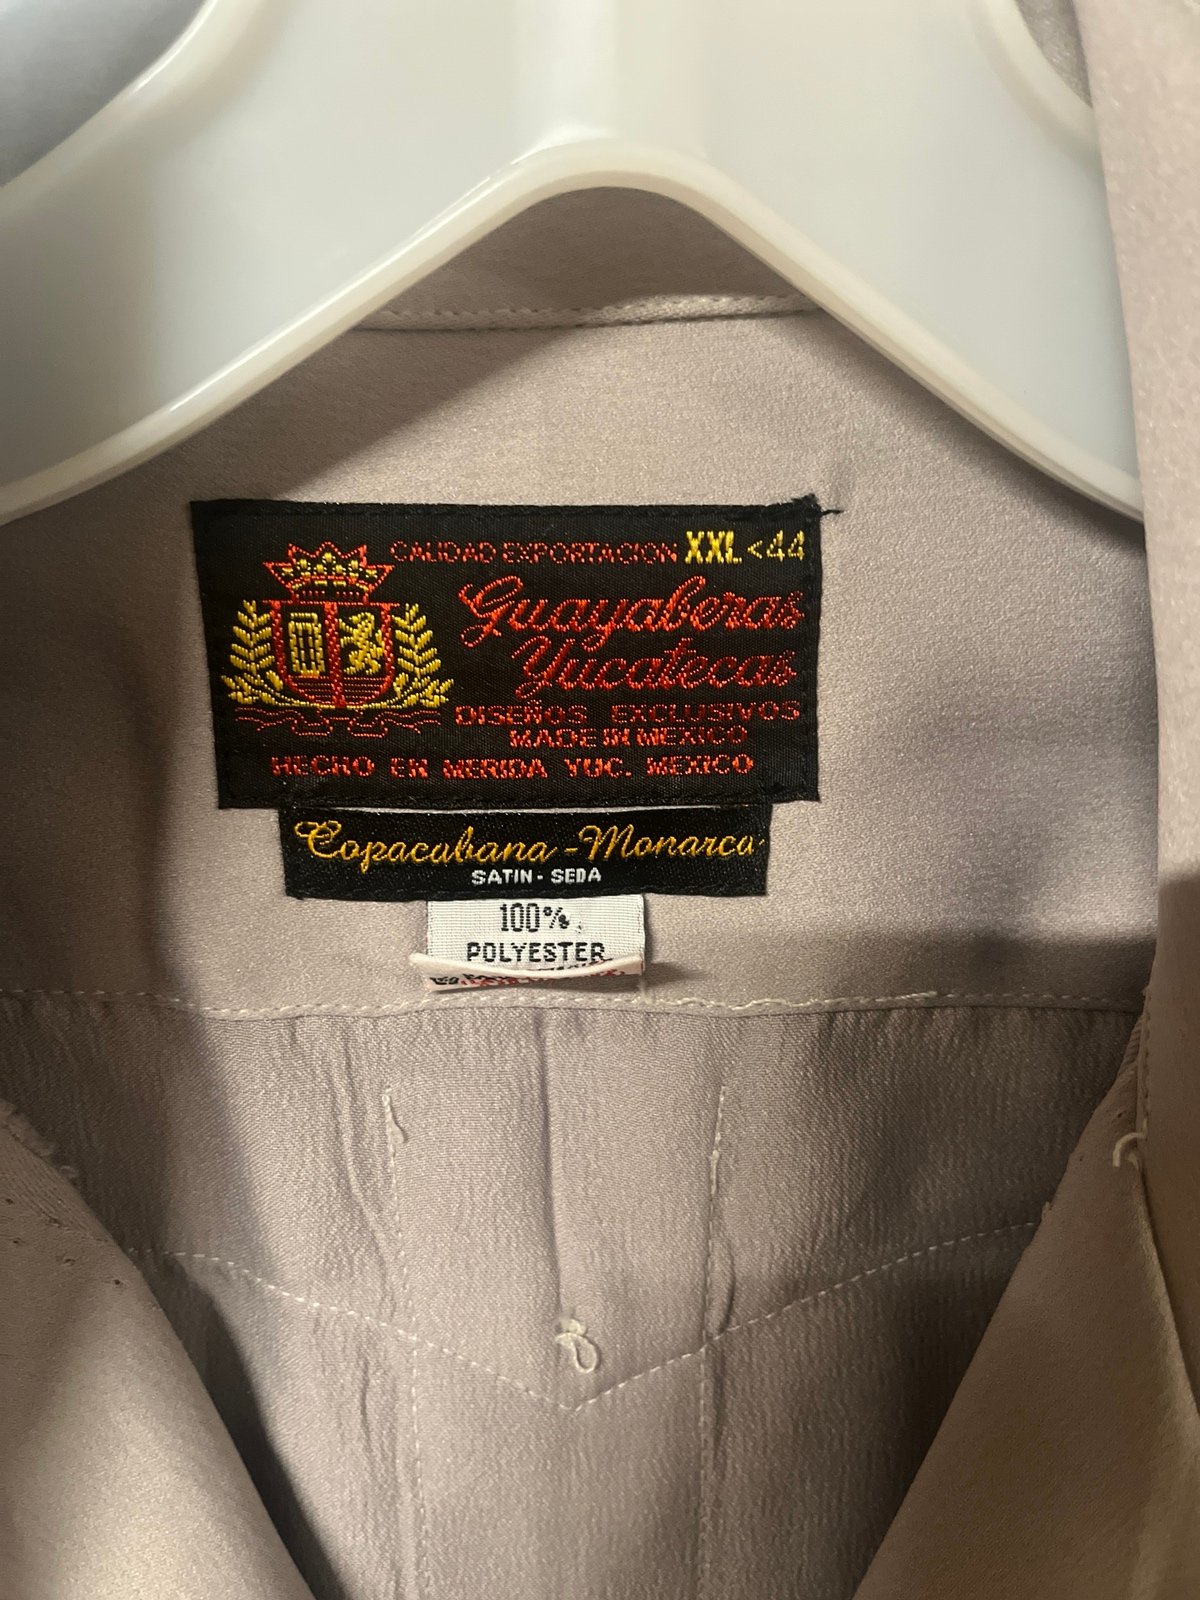 CALIDAD EXPORTACION XXL <44
Guayaberas
Yucatecas
DISEÑOS EXCLUSIVOS
MADE IN MEXICO
HECHO EN MERIDA YUC. MEXICO
Copacabana - Monarca
SATIN - SEDA
100%
POLYESTER